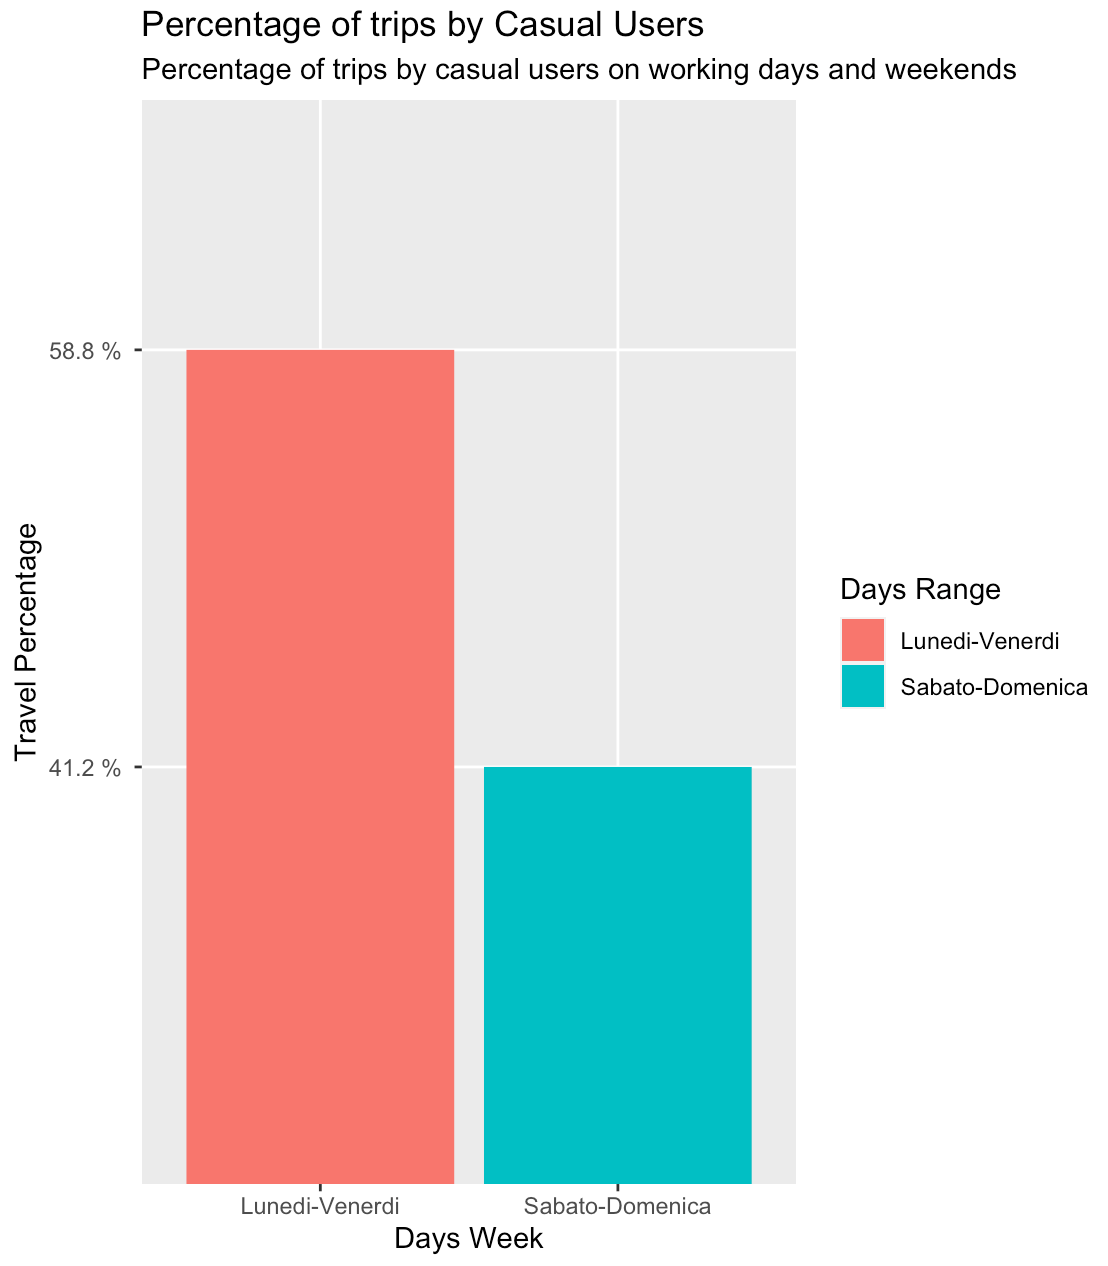 Percentage of trips by Casual Users
Percentage of trips by casual users on working days and weekends
58.8 %
41.2 %
Travel Percentage
Lunedi-Venerdi
Sabato-Domenica
Days Week
Days Range
Lunedi-Venerdi
Sabato-Domenica